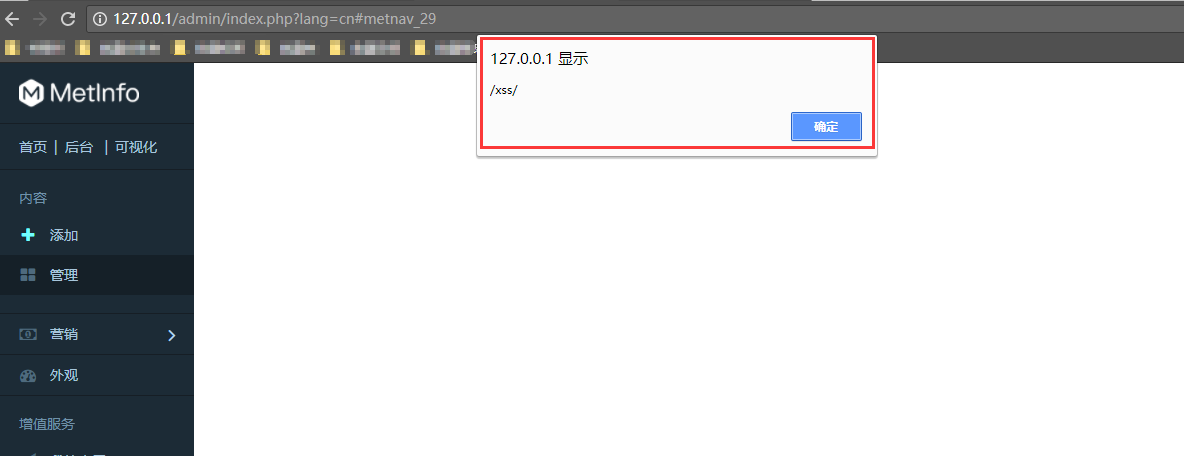 127.0.0.1/admin/index.php?lang=cn#metnav_29
127.0.0.1 显示
/xss/
确定
MetInfo
首页 | 后台 | 可视化
内容
添加
管理
营销
外观
增值服务